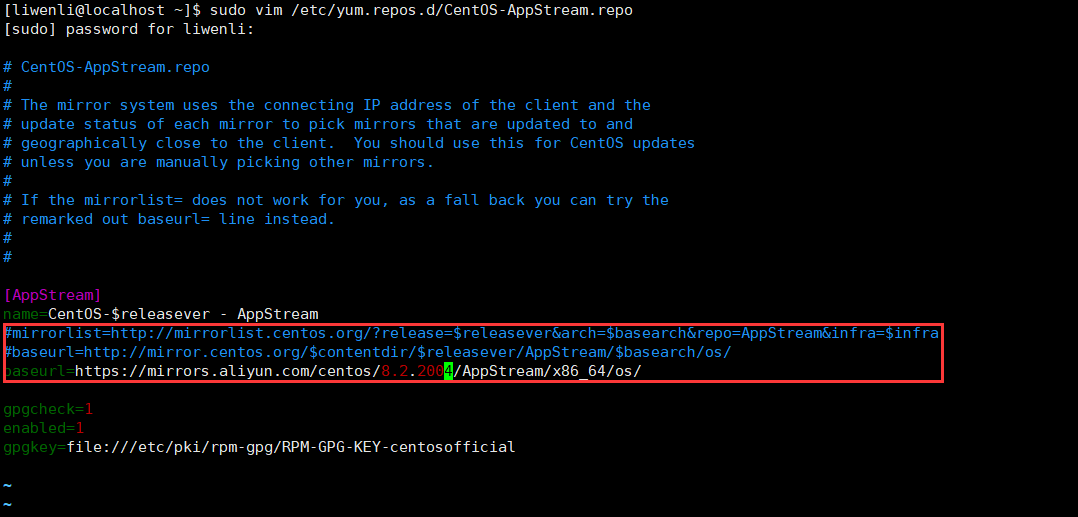 [liwenli@localhost ~]$ sudo vim /etc/yum.repos.d/CentOS-AppStream.repo
[sudo] password for liwenli:
# CentOS-AppStream.repo
#
# The mirror system uses the connecting IP address of the client and the
# update status of each mirror to pick mirrors that are updated to and
# geographically close to the client.  You should use this for CentOS updates
# unless you are manually picking other mirrors.
#
# If the mirrorlist= does not work for you, as a fall back you can try the
# remarked out baseurl= line instead.
#
#
[AppStream]
name=CentOS-$releasever - AppStream
#mirrorlist=http://mirrorlist.centos.org/?release=$releasever&arch=$basearch&repo=AppStream&infra=$infra
#baseurl=http://mirror.centos.org/$contentdir/$releasever/AppStream/$basearch/os/
baseurl=https://mirrors.aliyun.com/centos/8.2.2004/AppStream/x86_64/os/
gpgcheck=1
enabled=1
gpgkey=file:///etc/pki/rpm-gpg/RPM-GPG-KEY-centosofficial
~
~